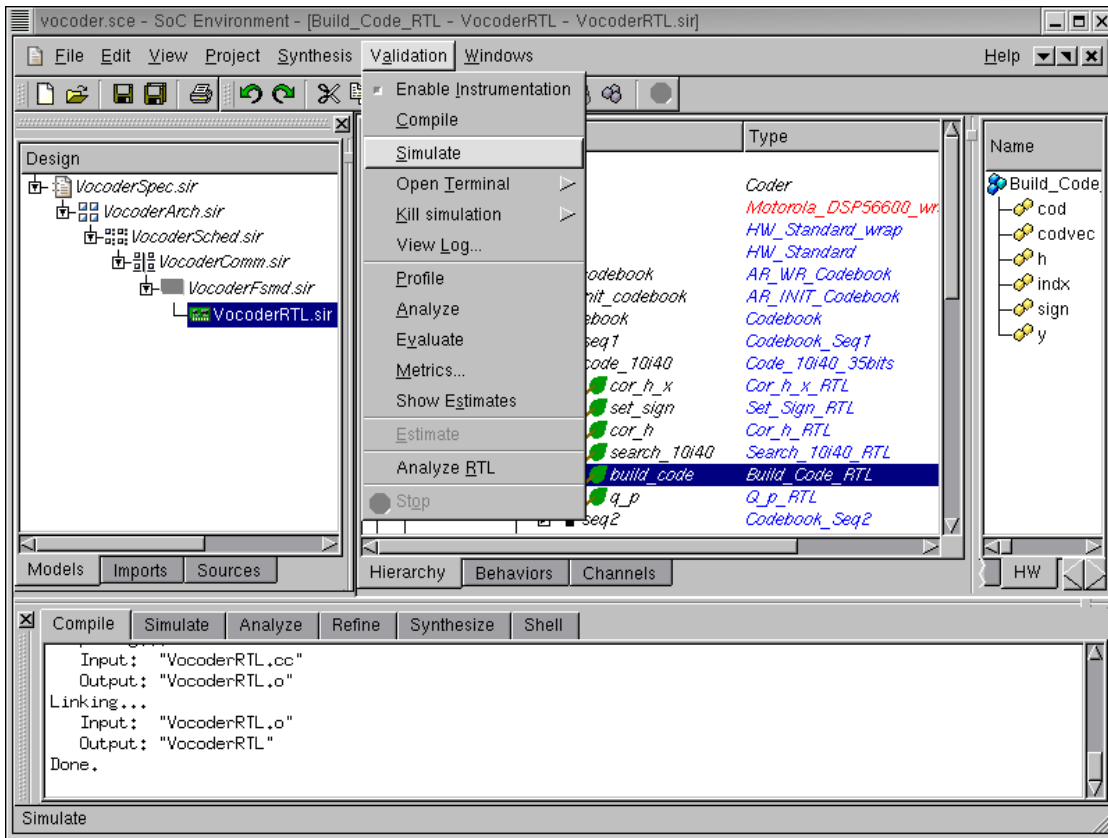 vocoder.sce - SoC Environment - [Build_Code_RTL - VocoderRTL - VocoderRTL.sir]
File Edit View Project Synthesis Validation Windows Help
Enable Instrumentation
Compile
Simulate
Open Terminal
Kill simulation
View Log...
Profile
Analyze
Evaluate
Metrics...
Show Estimates
Estimate
Analyze RTL
Stop
Design
VocoderSpec.sir
VocoderArch.sir
VocoderSched.sir
VocoderComm.sir
VocoderFsmd.sir
VocoderRTL.sir
Models Imports Sources
Type
Coder
Motorola_DSP56600_wr
HW_Standard_wrap
HW_Standard
AR_WR_Codebook
AR_INIT_Codebook
Codebook
seq1 Codebook_Seq1
code_10i40 Code_10i40_35bits
cor_h_x Cor_h_x_RTL
set_sign Set_Sign_RTL
cor_h Cor_h_RTL
search_10i40 Search_10i40_RTL
build_code Build_Code_RTL
q_p Q_p_RTL
seq2 Codebook_Seq2
Hierarchy Behaviors Channels
Name
Build_Code
cod
codvec
h
indx
sign
y
HW
Compile Simulate Analyze Refine Synthesize Shell
Input: "VocoderRTL.cc"
Output: "VocoderRTL.o"
Linking...
Input: "VocoderRTL.o"
Output: "VocoderRTL"
Done.
Simulate